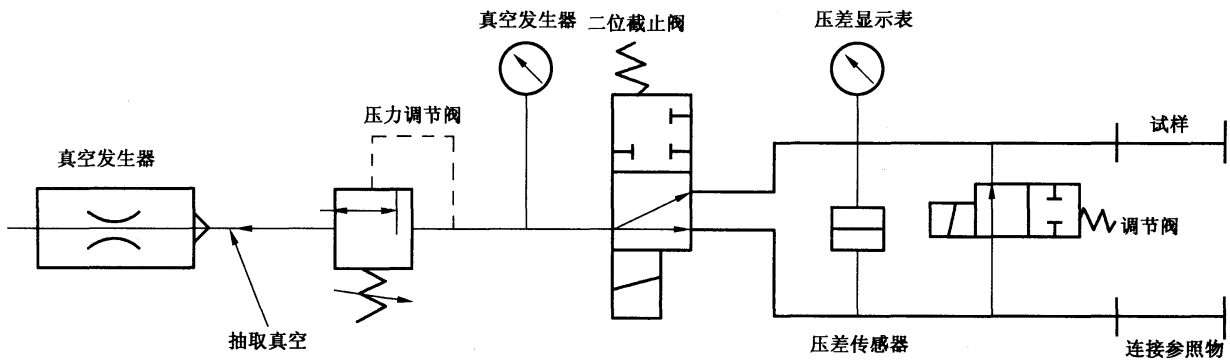 真空发生器
二位截止阀
压差显示表
压力调节阀
试样
真空发生器
调节阀
抽取真空
压差传感器
连接参照物